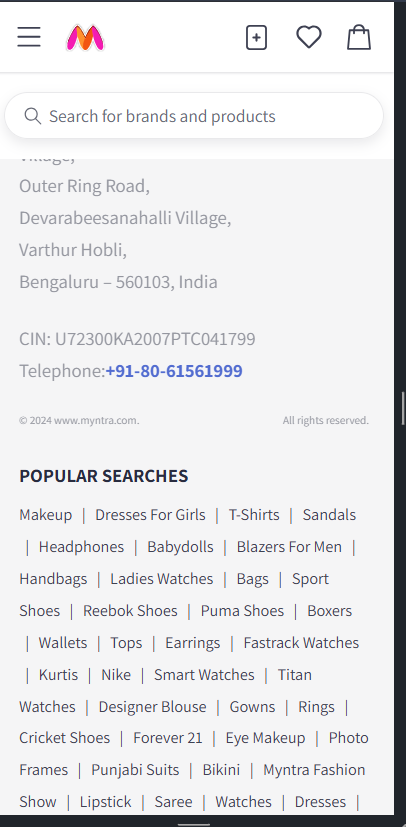 Search for brands and products
Village,
Outer Ring Road,
Devarabeesanahalli Village,
Varthur Hobli,
Bengaluru – 560103, India
CIN: U72300KA2007PTC041799
Telephone:+91-80-61561999
© 2024 www.myntra.com. All rights reserved.
POPULAR SEARCHES
Makeup | Dresses For Girls | T-Shirts | Sandals
| Headphones | Babydolls | Blazers For Men |
Handbags | Ladies Watches | Bags | Sport
Shoes | Reebok Shoes | Puma Shoes | Boxers
| Wallets | Tops | Earrings | Fastrack Watches
| Kurtis | Nike | Smart Watches | Titan
Watches | Designer Blouse | Gowns | Rings |
Cricket Shoes | Forever 21 | Eye Makeup | Photo
Frames | Punjabi Suits | Bikini | Myntra Fashion
Show | Lipstick | Saree | Watches | Dresses |